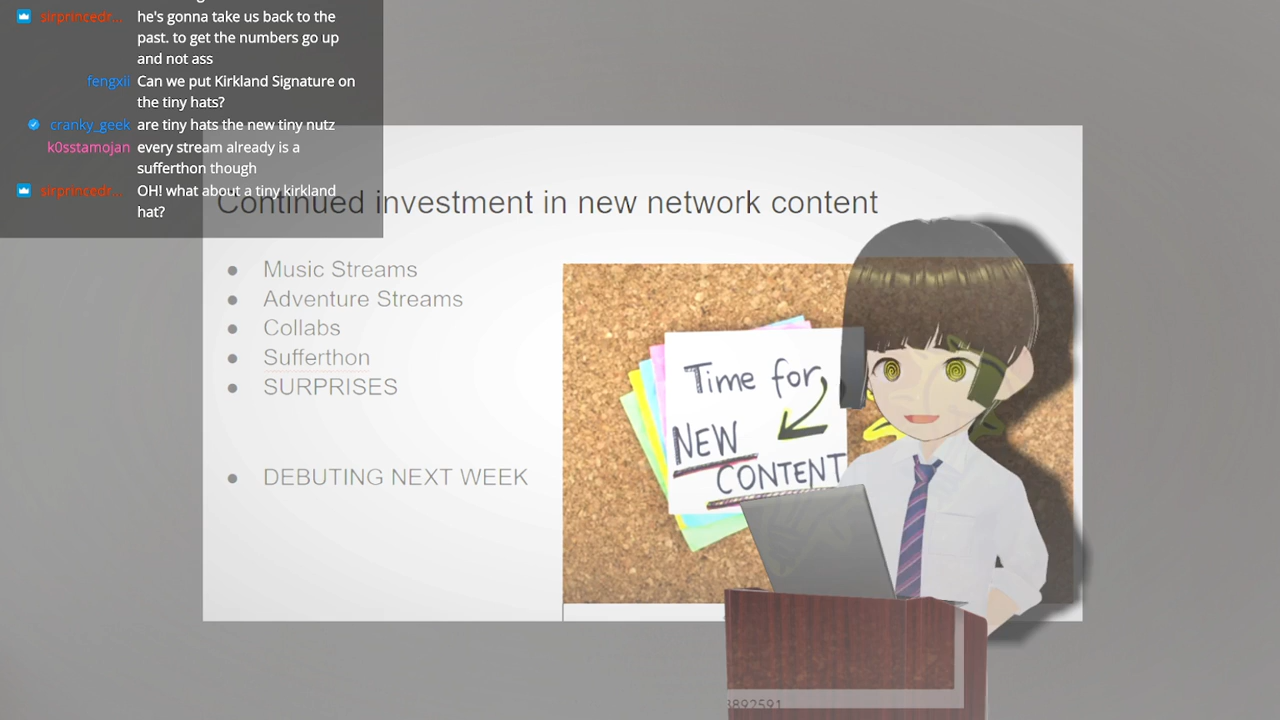 sirprincedr... he's gonna take us back to the
past. to get the numbers go up
and not ass
fengxii Can we put Kirkland Signature on
the tiny hats?
cranky_geek are tiny hats the new tiny nutz
k0sstamojan every stream already is a
sufferthon though
sirprincedr... OH! what about a tiny kirkland
hat?
Continued investment in new network content
● Music Streams
● Adventure Streams
● Collabs
● Sufferthon
● SURPRISES
● DEBUTING NEXT WEEK
Time for
NEW
CONTENT
3892591